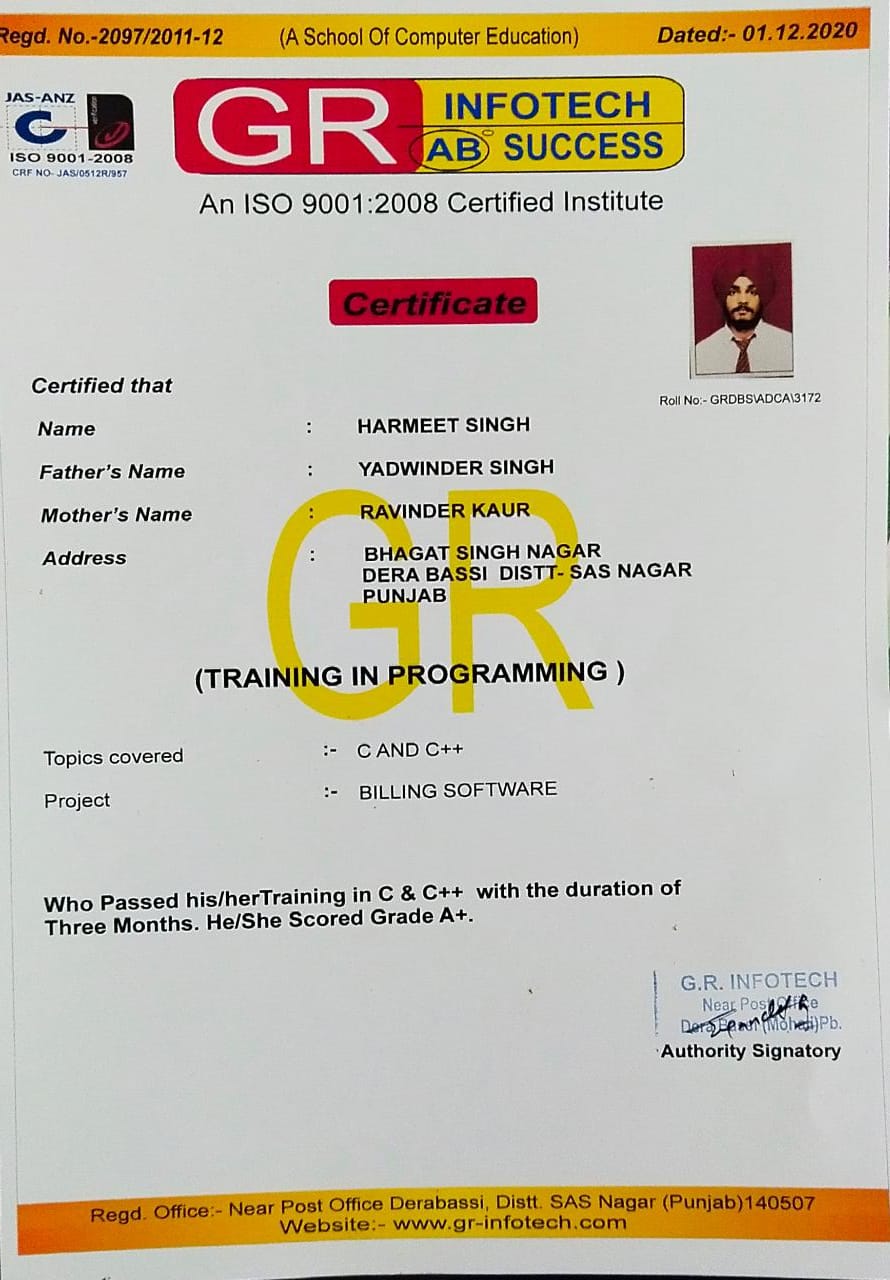 Regd. No.-2097/2011-12 (A School Of Computer Education) Dated:- 01.12.2020
JAS-ANZ
C
ISO 9001-2008
CRF NO- JAS/0512R/957
GR INFOTECH
AB SUCCESS
An ISO 9001:2008 Certified Institute
Certificate
Roll No:- GRDBS\ADCA\3172
Certified that
Name : HARMEET SINGH
Father's Name : YADWINDER SINGH
Mother's Name : RAVINDER KAUR
Address : BHAGAT SINGH NAGAR
DERA BASSI DISTT- SAS NAGAR
PUNJAB
GR
(TRAINING IN PROGRAMMING )
Topics covered :- C AND C++
Project :- BILLING SOFTWARE
Who Passed his/herTraining in C & C++ with the duration of
Three Months. He/She Scored Grade A+.
G.R. INFOTECH
Near Post Office
Dera (Mohali)Pb.
Authority Signatory
Regd. Office:- Near Post Office Derabassi, Distt. SAS Nagar (Punjab)140507
Website:- www.gr-infotech.com